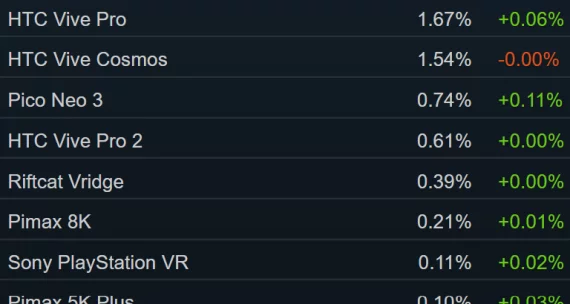 HTC Vive Pro 1.67% +0.06%
HTC Vive Cosmos 1.54% -0.00%
Pico Neo 3 0.74% +0.11%
HTC Vive Pro 2 0.61% +0.00%
Riftcat Vridge 0.39% +0.00%
Pimax 8K 0.21% +0.01%
Sony PlayStation VR 0.11% +0.02%
Pimax 5K Plus 0.10% +0.03%